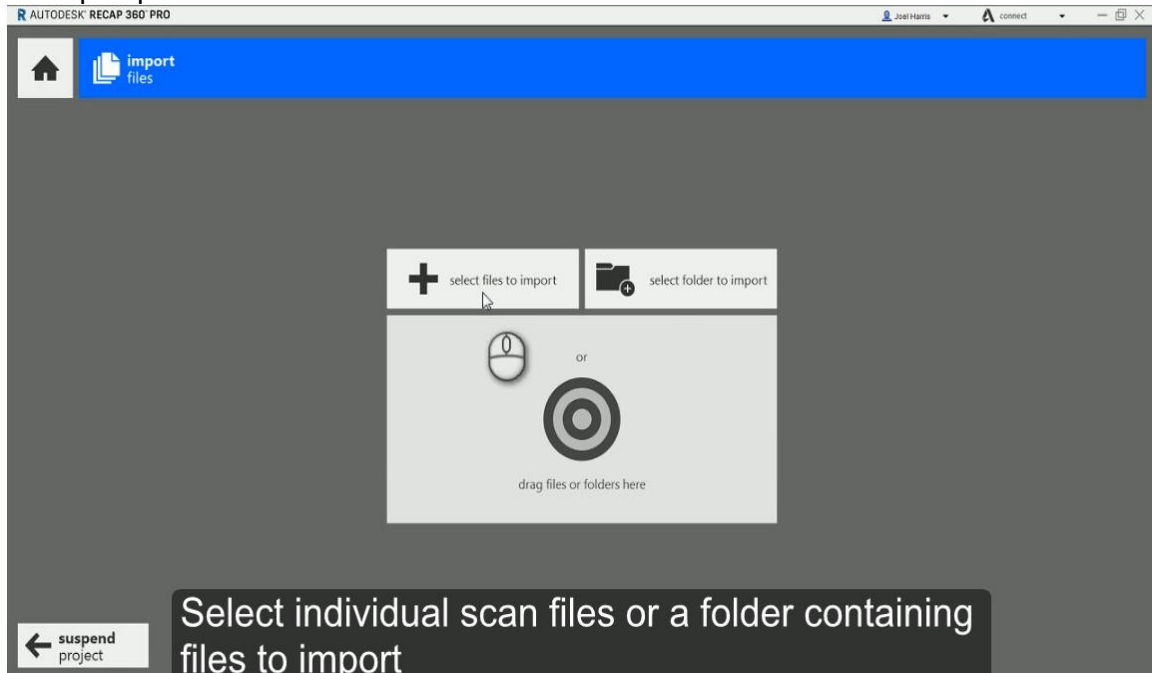 R AUTODESK® RECAP 360™ PRO
Joel Harris
connect
import
files
select files to import
select folder to import
or
drag files or folders here
suspend
project
Select individual scan files or a folder containing
files to import